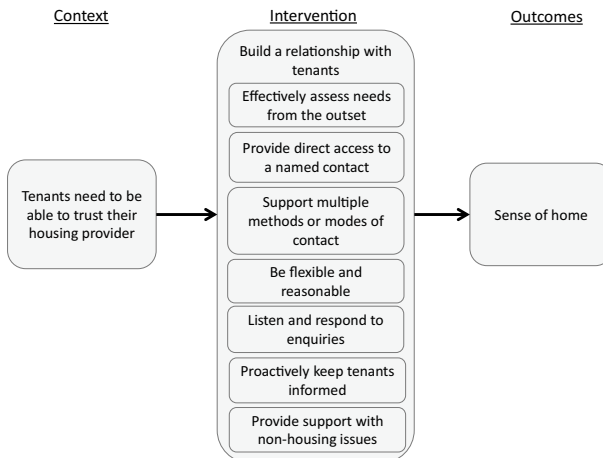 Context
Intervention
Outcomes
Build a relationship with
tenants
Effectively assess needs
from the outset
Provide direct access to
a named contact
Tenants need to be
able to trust their
housing provider
Support multiple
methods or modes of
contact
Sense of home
Be flexible and
reasonable
Listen and respond to
enquiries
Proactively keep tenants
informed
Provide support with
non-housing issues